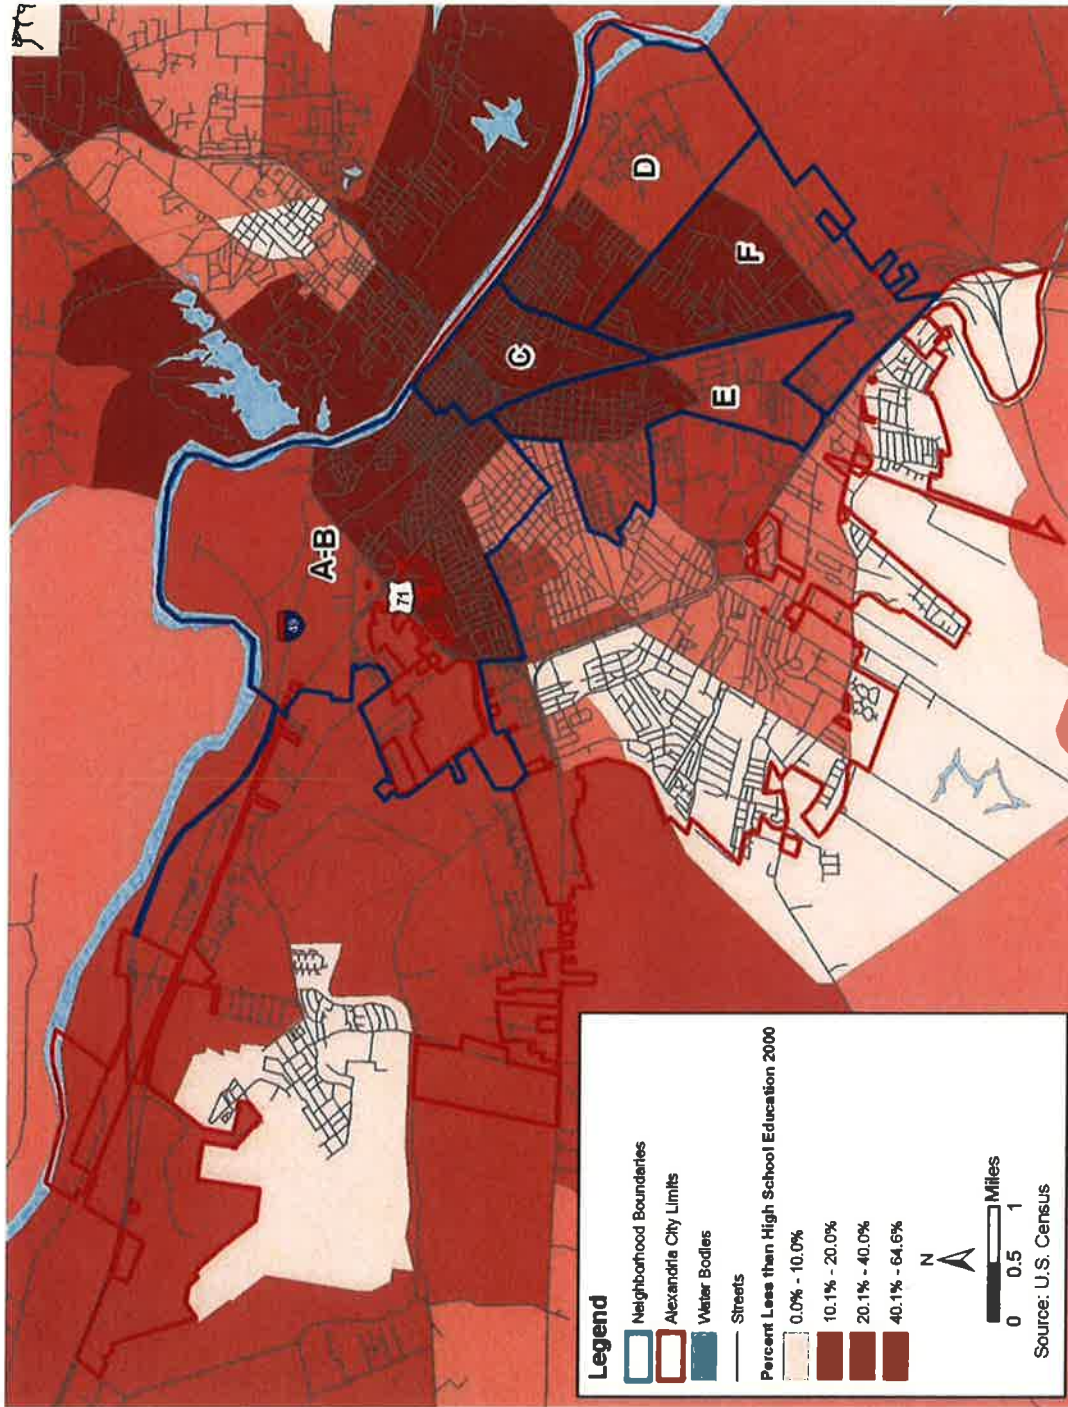 A-B
49
71
C
D
E
F
Legend
Neighborhood Boundaries
Alexandria City Limits
Water Bodies
Streets
Percent Less than High School Education 2000
0.0% - 10.0%
10.1% - 20.0%
20.1% - 40.0%
40.1% - 64.6%
N
Miles
0 0.5 1
Source: U.S. Census